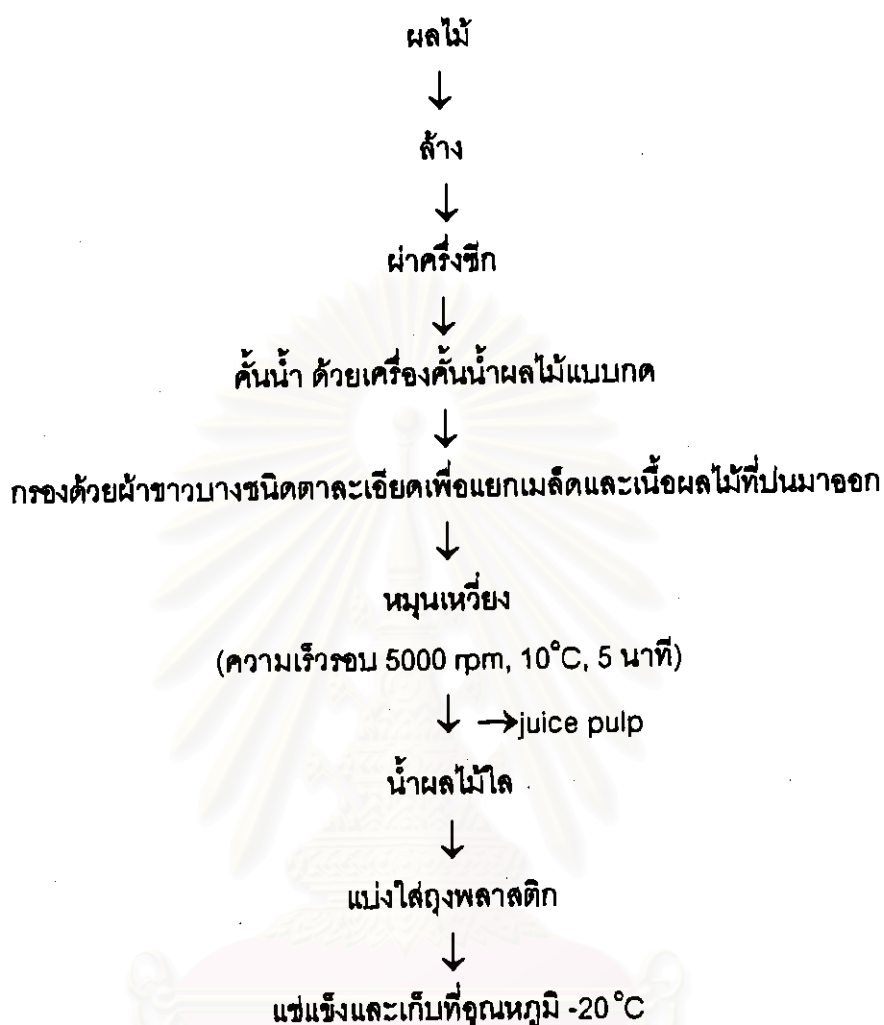 ผลไม้
↓
ล้าง
↓
ผ่าครึ่งซีก
↓
คั้นน้ำ ด้วยเครื่องคั้นน้ำผลไม้แบบกด
↓
กรองด้วยผ้าขาวบางชนิดตาละเอียดเพื่อแยกเมล็ดและเนื้อผลไม้ที่ปนมาออก
↓
หมุนเหวี่ยง
(ความเร็วรอบ 5000 rpm, 10°C, 5 นาที)
↓ →juice pulp
น้ำผลไม้ใส
↓
แบ่งใส่ถุงพลาสติก
↓
แช่แข็งและเก็บที่อุณหภูมิ -20 °C